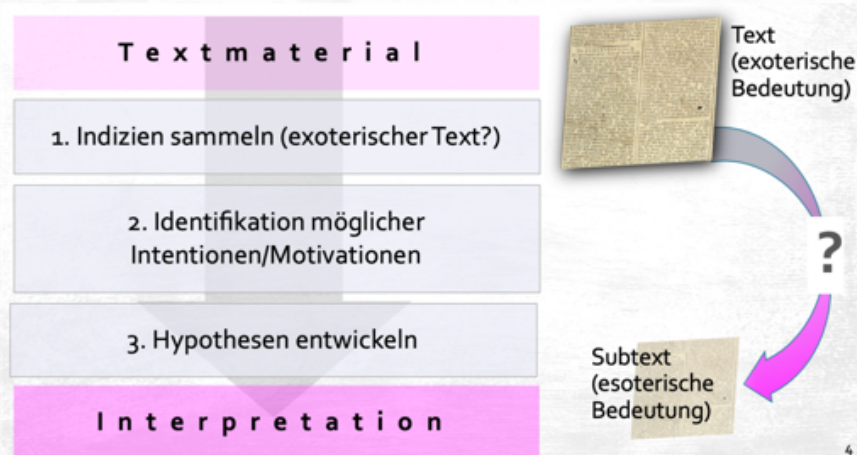 Textmaterial
1. Indizien sammeln (exoterischer Text?)
2. Identifikation möglicher
Intentionen/Motivationen
3. Hypothesen entwickeln
Interpretation
Text
(exoterische
Bedeutung)
?
Subtext
(esoterische
Bedeutung)
4